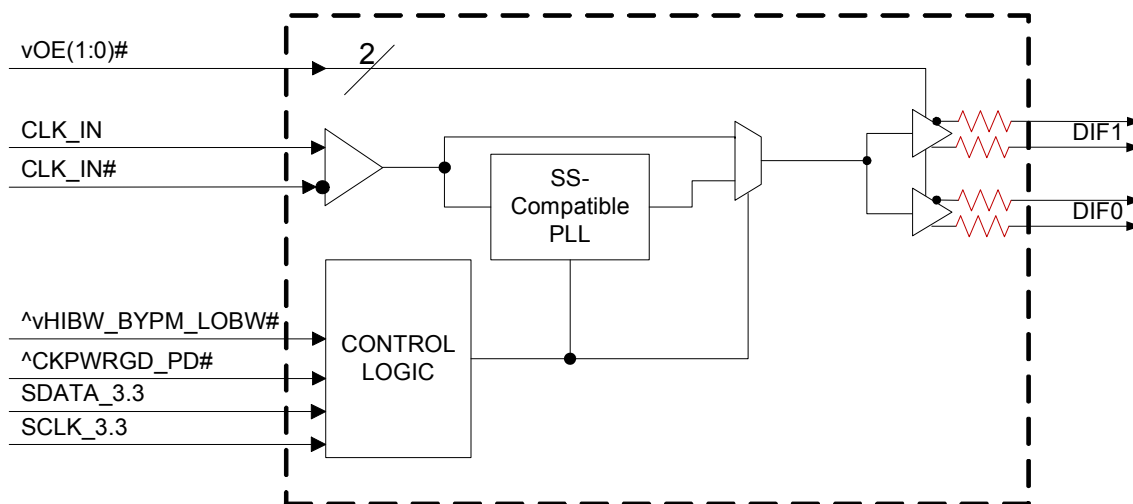 vOE(1:0)#
2
CLK_IN
CLK_IN#
DIF1
SS-
Compatible
PLL
DIF0
^vHIBW_BYPM_LOBW#
^CKPWRGD_PD#
SDATA_3.3
SCLK_3.3
CONTROL
LOGIC